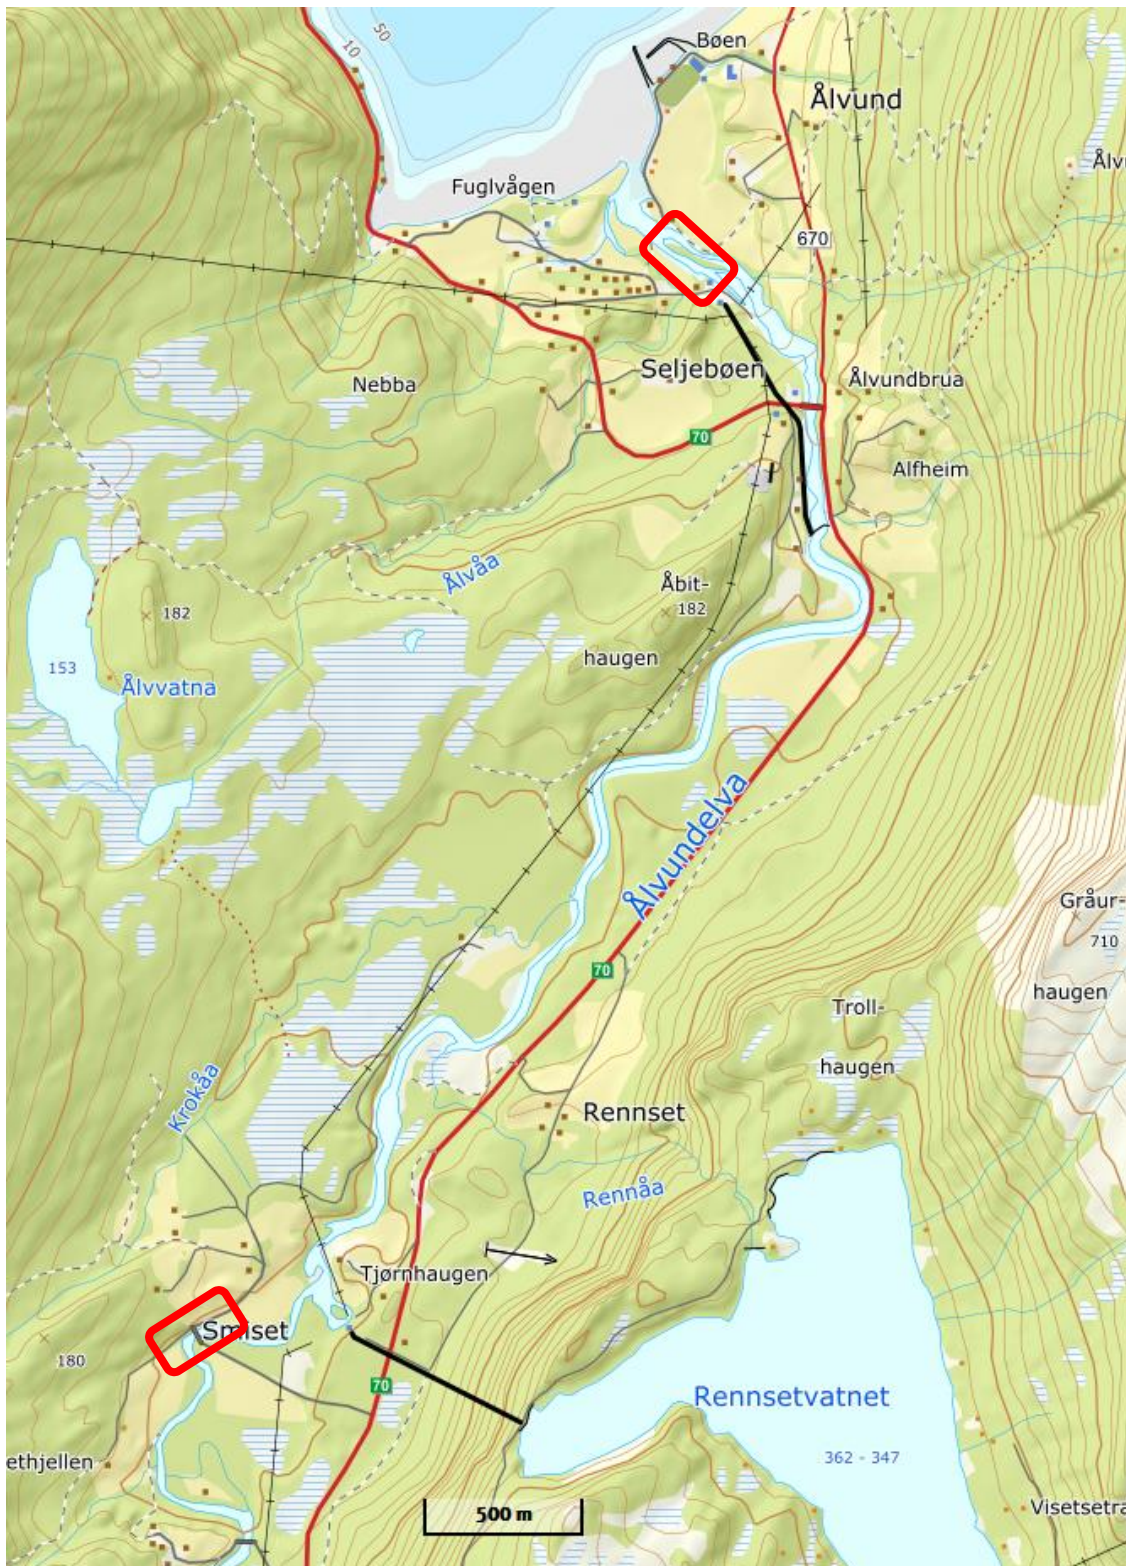 50
10
Bøen
Ålvund
Ålv
Fuglvågen
670
Seljebøen
Nebba
Ålvundbrua
70
Alfheim
Ålvåa
Åbit-
182
182
haugen
153
Ålvvatna
Ålvundelva
Gråur-
710
70
haugen
Troll-
haugen
Krokåa
Rennset
Rennåa
Tjørnhaugen
Smiset
180
70
Rennsetvatnet
ethjellen
362 - 347
500 m
Visetsetra